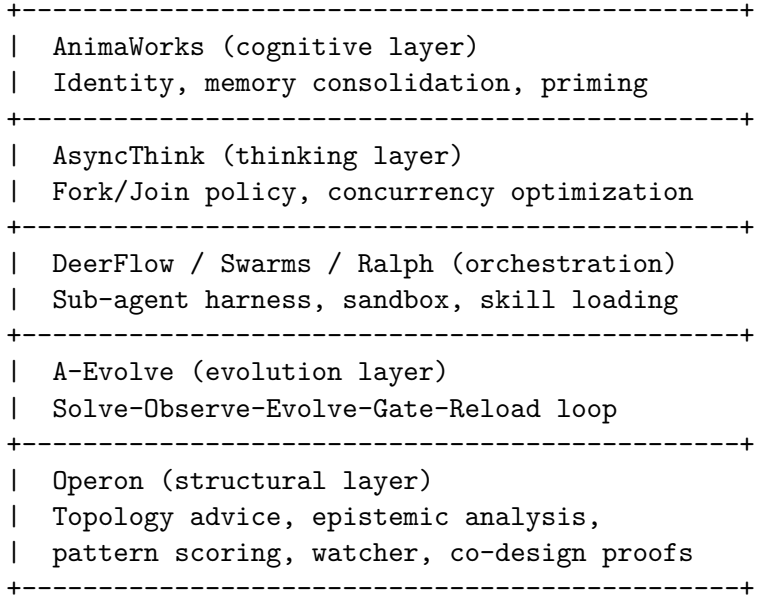 +-----------------------------------------------+
|  AnimaWorks (cognitive layer)
|  Identity, memory consolidation, priming
+-----------------------------------------------+
|  AsyncThink (thinking layer)
|  Fork/Join policy, concurrency optimization
+-----------------------------------------------+
|  DeerFlow / Swarms / Ralph (orchestration)
|  Sub-agent harness, sandbox, skill loading
+-----------------------------------------------+
|  A-Evolve (evolution layer)
|  Solve-Observe-Evolve-Gate-Reload loop
+-----------------------------------------------+
|  Operon (structural layer)
|  Topology advice, epistemic analysis,
|  pattern scoring, watcher, co-design proofs
+-----------------------------------------------+